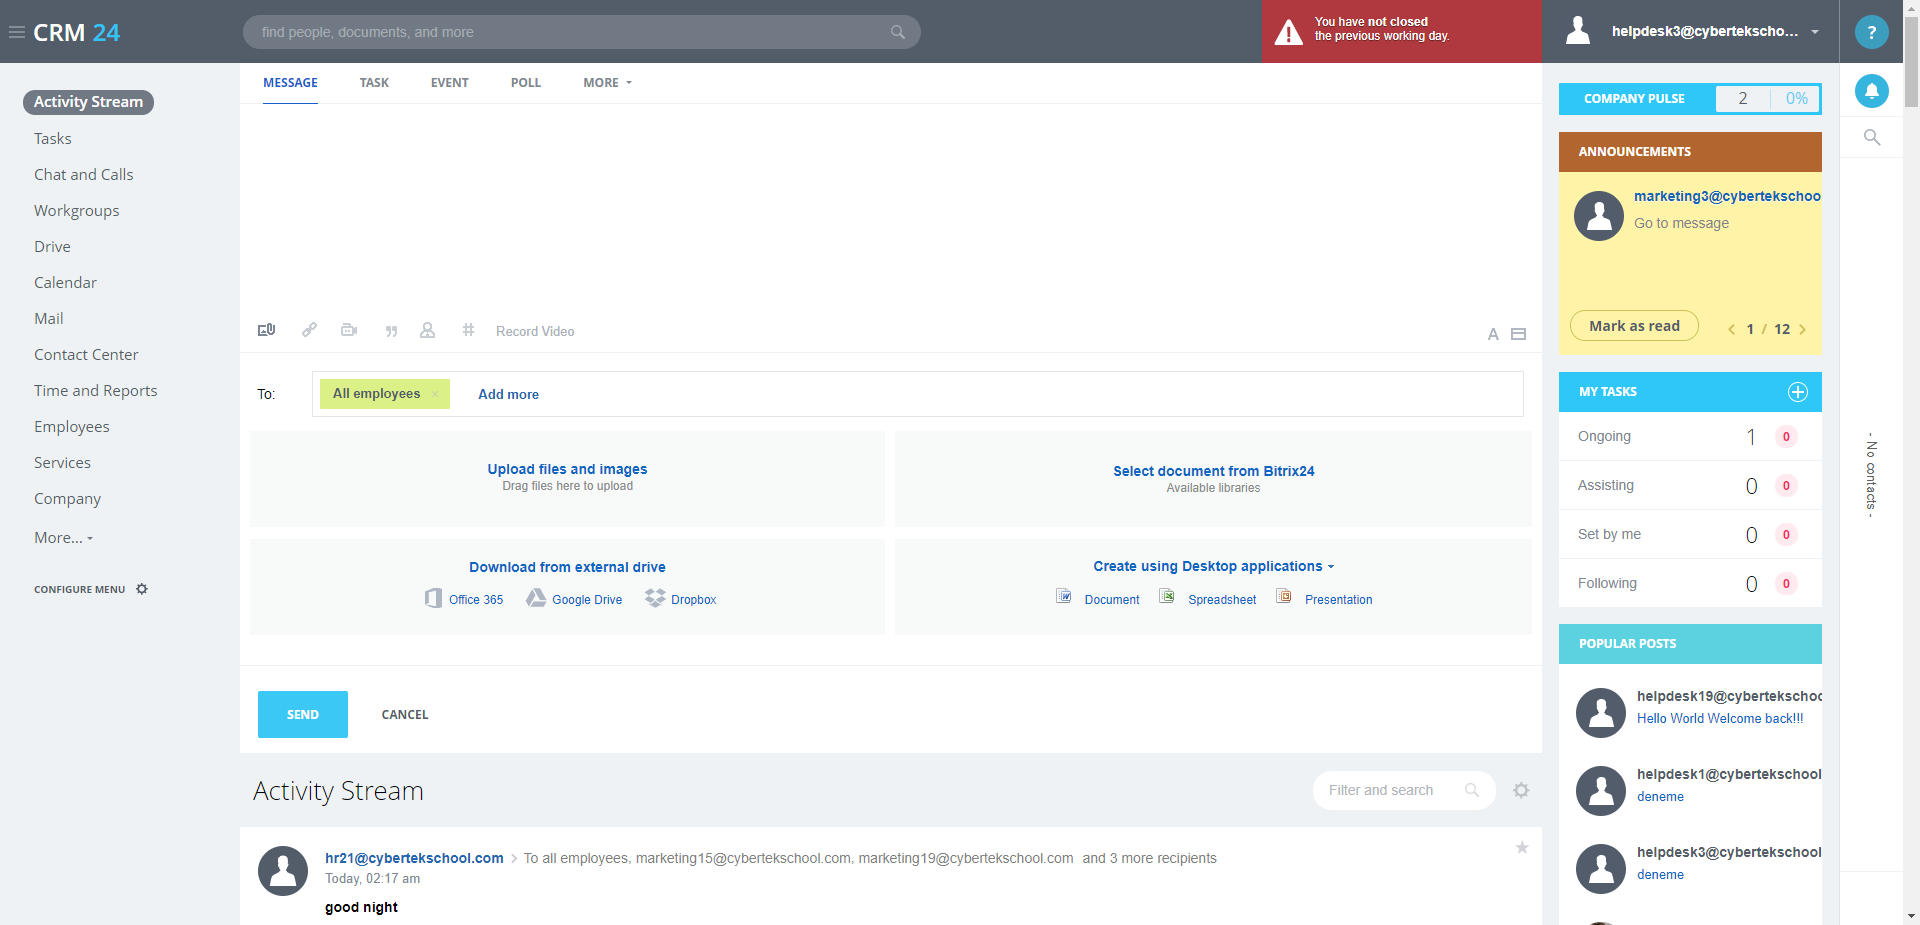 CRM 24
find people, documents, and more
You have not closed
the previous working day.
helpdesk3@cybertekscho...
?
Activity Stream
Tasks
Chat and Calls
Workgroups
Drive
Calendar
Mail
Contact Center
Time and Reports
Employees
Services
Company
More...
CONFIGURE MENU
MESSAGE TASK EVENT POLL MORE
Record Video
A
To: All employees × Add more
Upload files and images
Drag files here to upload
Select document from Bitrix24
Available libraries
Download from external drive
Office 365 Google Drive Dropbox
Create using Desktop applications
Document Spreadsheet Presentation
SEND CANCEL
Activity Stream
Filter and search
hr21@cybertekschool.com > To all employees, marketing15@cybertekschool.com, marketing19@cybertekschool.com and 3 more recipients
Today, 02:17 am
good night
COMPANY PULSE 2 0%
ANNOUNCEMENTS
marketing3@cybertekschoo
Go to message
Mark as read < 1 / 12 >
MY TASKS
Ongoing 1 0
Assisting 0 0
Set by me 0 0
Following 0 0
POPULAR POSTS
helpdesk19@cybertekschoo
Hello World Welcome back!!!
helpdesk1@cybertekschool
deneme
helpdesk3@cybertekschool
deneme
- No contacts -